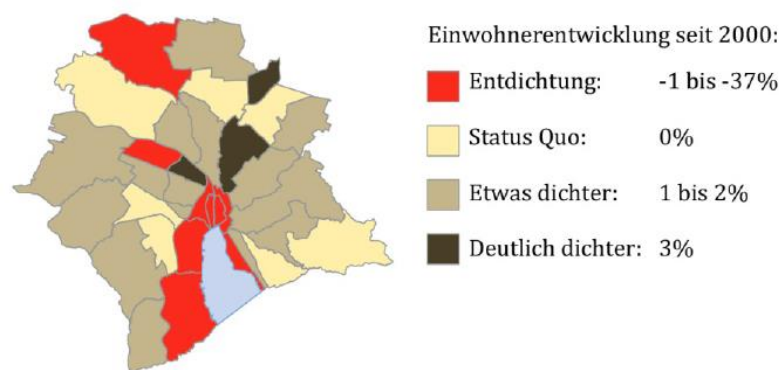 Einwohnerentwicklung seit 2000:
Entdichtung: -1 bis -37%
Status Quo: 0%
Etwas dichter: 1 bis 2%
Deutlich dichter: 3%